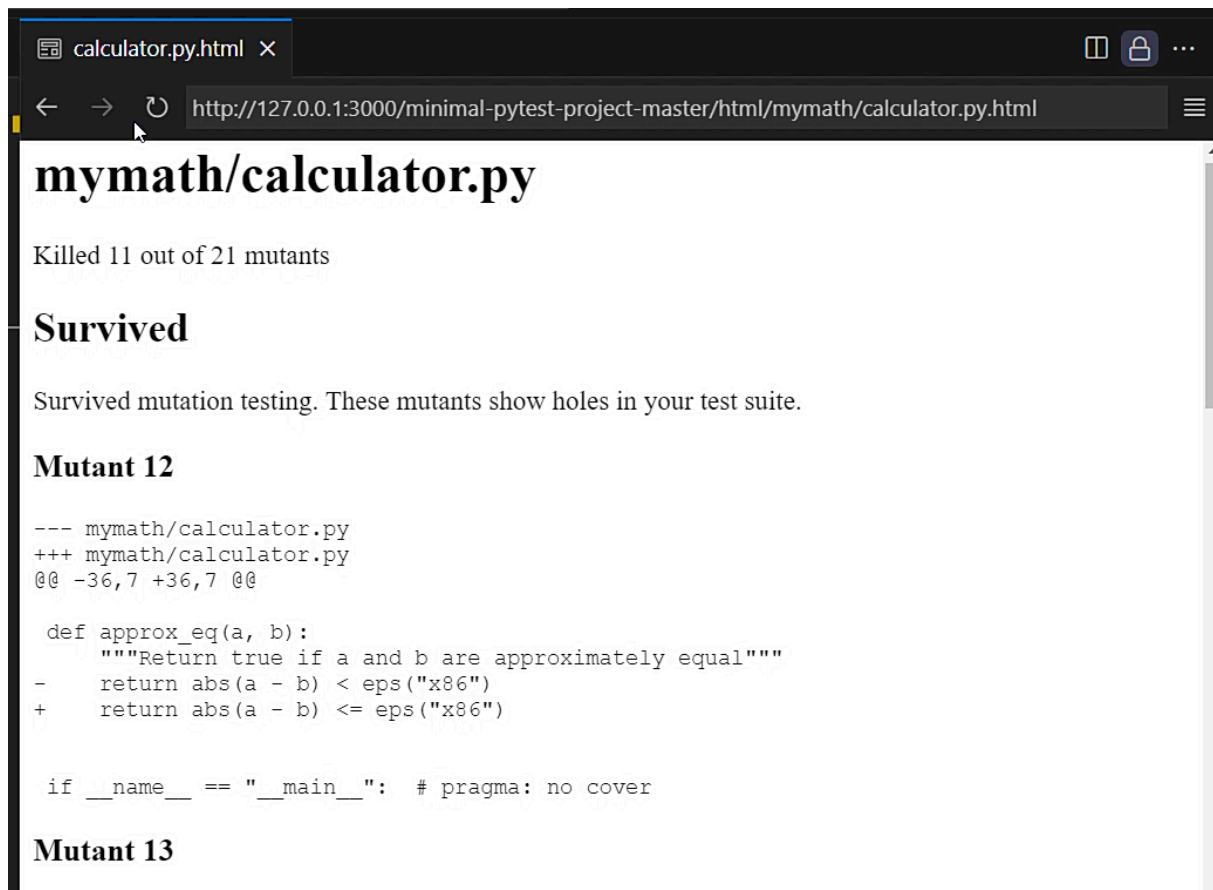 calculator.py.html
http://127.0.0.1:3000/minimal-pytest-project-master/html/mymath/calculator.py.html
mymath/calculator.py
Killed 11 out of 21 mutants
Survived
Survived mutation testing. These mutants show holes in your test suite.
Mutant 12
--- mymath/calculator.py
+++ mymath/calculator.py
@@ -36,7 +36,7 @@
 def approx_eq(a, b):
     """Return true if a and b are approximately equal"""
-    return abs(a - b) < eps("x86")
+    return abs(a - b) <= eps("x86")
 if __name__ == "__main__":  # pragma: no cover
Mutant 13